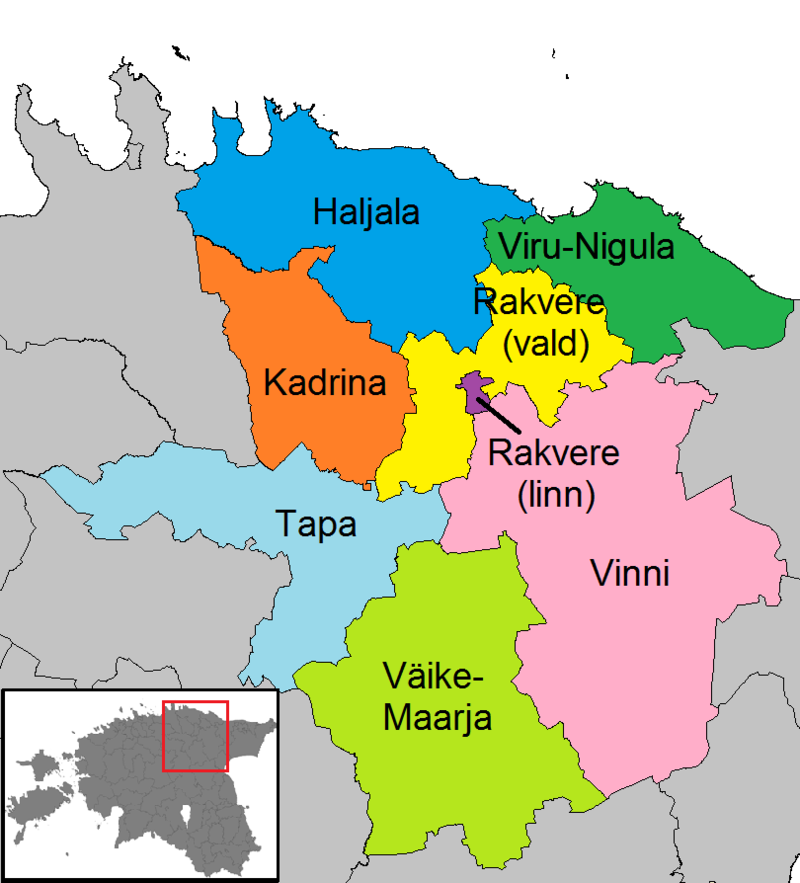 Haljala
Viru-Nigula
Rakvere
(vald)
Kadrina
Rakvere
(linn)
Tapa
Vinni
Väike-
Maarja